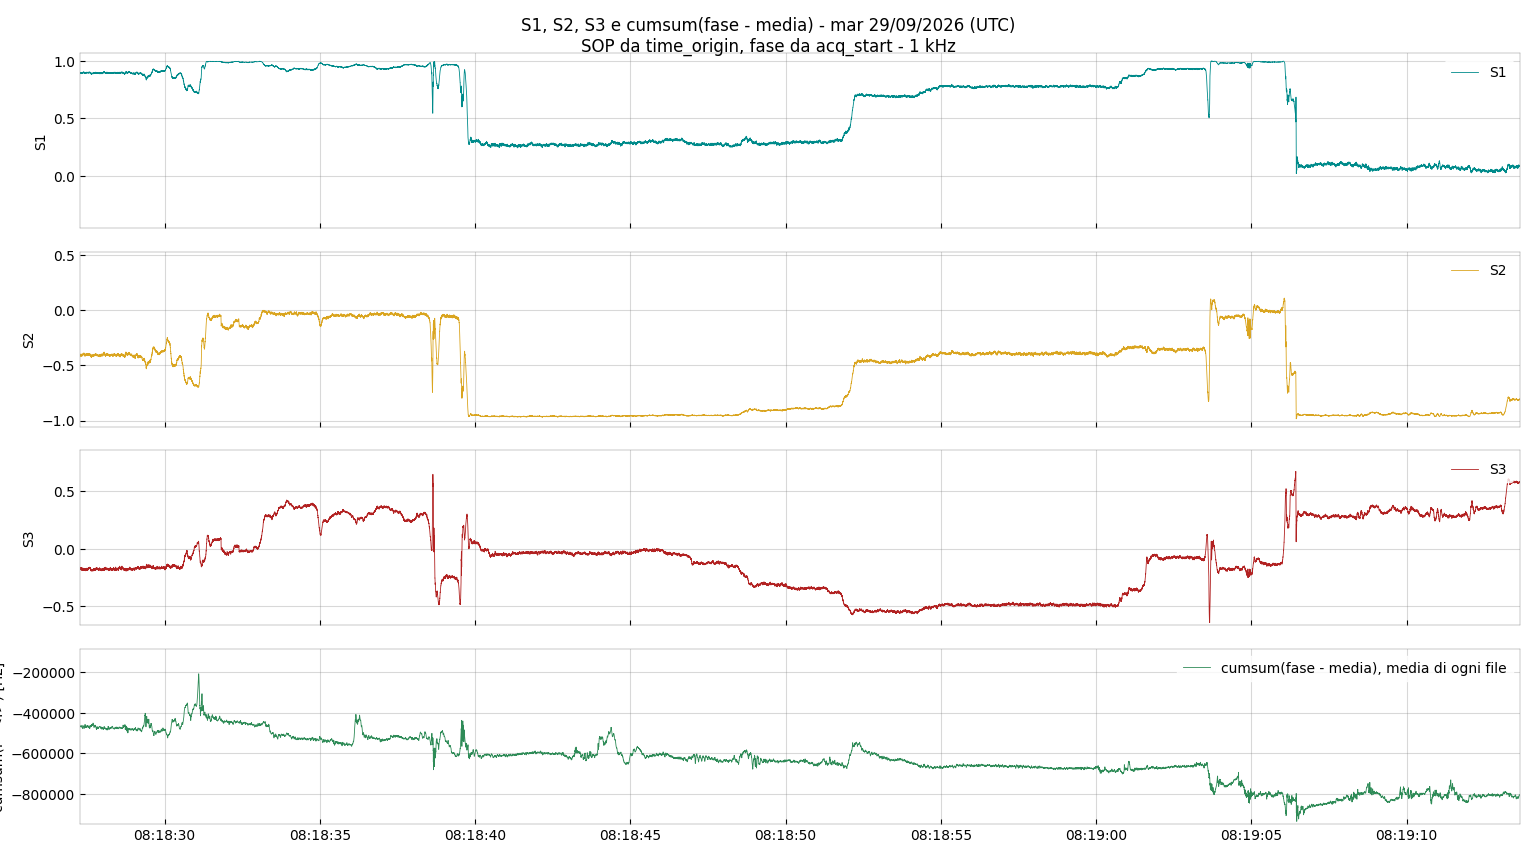 S1, S2, S3 e cumsum(fase - media) - mar 29/09/2026 (UTC)
SOP da time_origin, fase da acq_start - 1 kHz
1.0
0.5
0.0
S1
S1
0.5
0.0
−0.5
−1.0
S2
S2
0.5
0.0
−0.5
S3
S3
−200000
−400000
−600000
−800000
cumsum(fase - media), media di ogni file
08:18:30
08:18:35
08:18:40
08:18:45
08:18:50
08:18:55
08:19:00
08:19:05
08:19:10